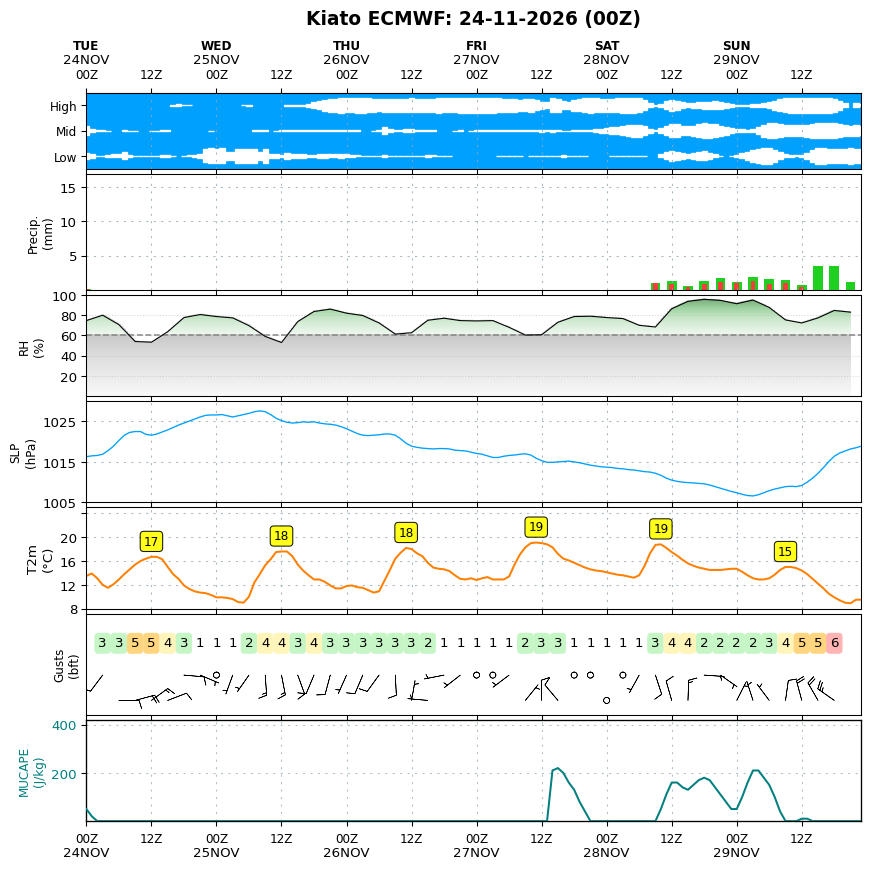 Kiato ECMWF: 24-11-2026 (00Z)
TUE WED THU FRI SAT SUN
24NOV 25NOV 26NOV 27NOV 28NOV 29NOV
00Z 12Z 00Z 12Z 00Z 12Z 00Z 12Z 00Z 12Z 00Z 12Z
High
Mid
Low
Precip.
(mm)
15
10
5
RH
(%)
100
80
60
40
20
SLP
(hPa)
1025
1015
1005
T2m
(°C)
20
16
12
8
17 18 18 19 19 15
Gusts
(bft)
3 3 5 5 4 3 1 1 1 2 4 4 3 4 3 3 3 3 3 3 2 1 1 1 1 1 2 3 3 1 1 1 1 1 3 4 4 2 2 2 2 3 4 5 5 6
MUCAPE
(J/kg)
400
200
00Z 12Z 00Z 12Z 00Z 12Z 00Z 12Z 00Z 12Z 00Z 12Z
24NOV 25NOV 26NOV 27NOV 28NOV 29NOV